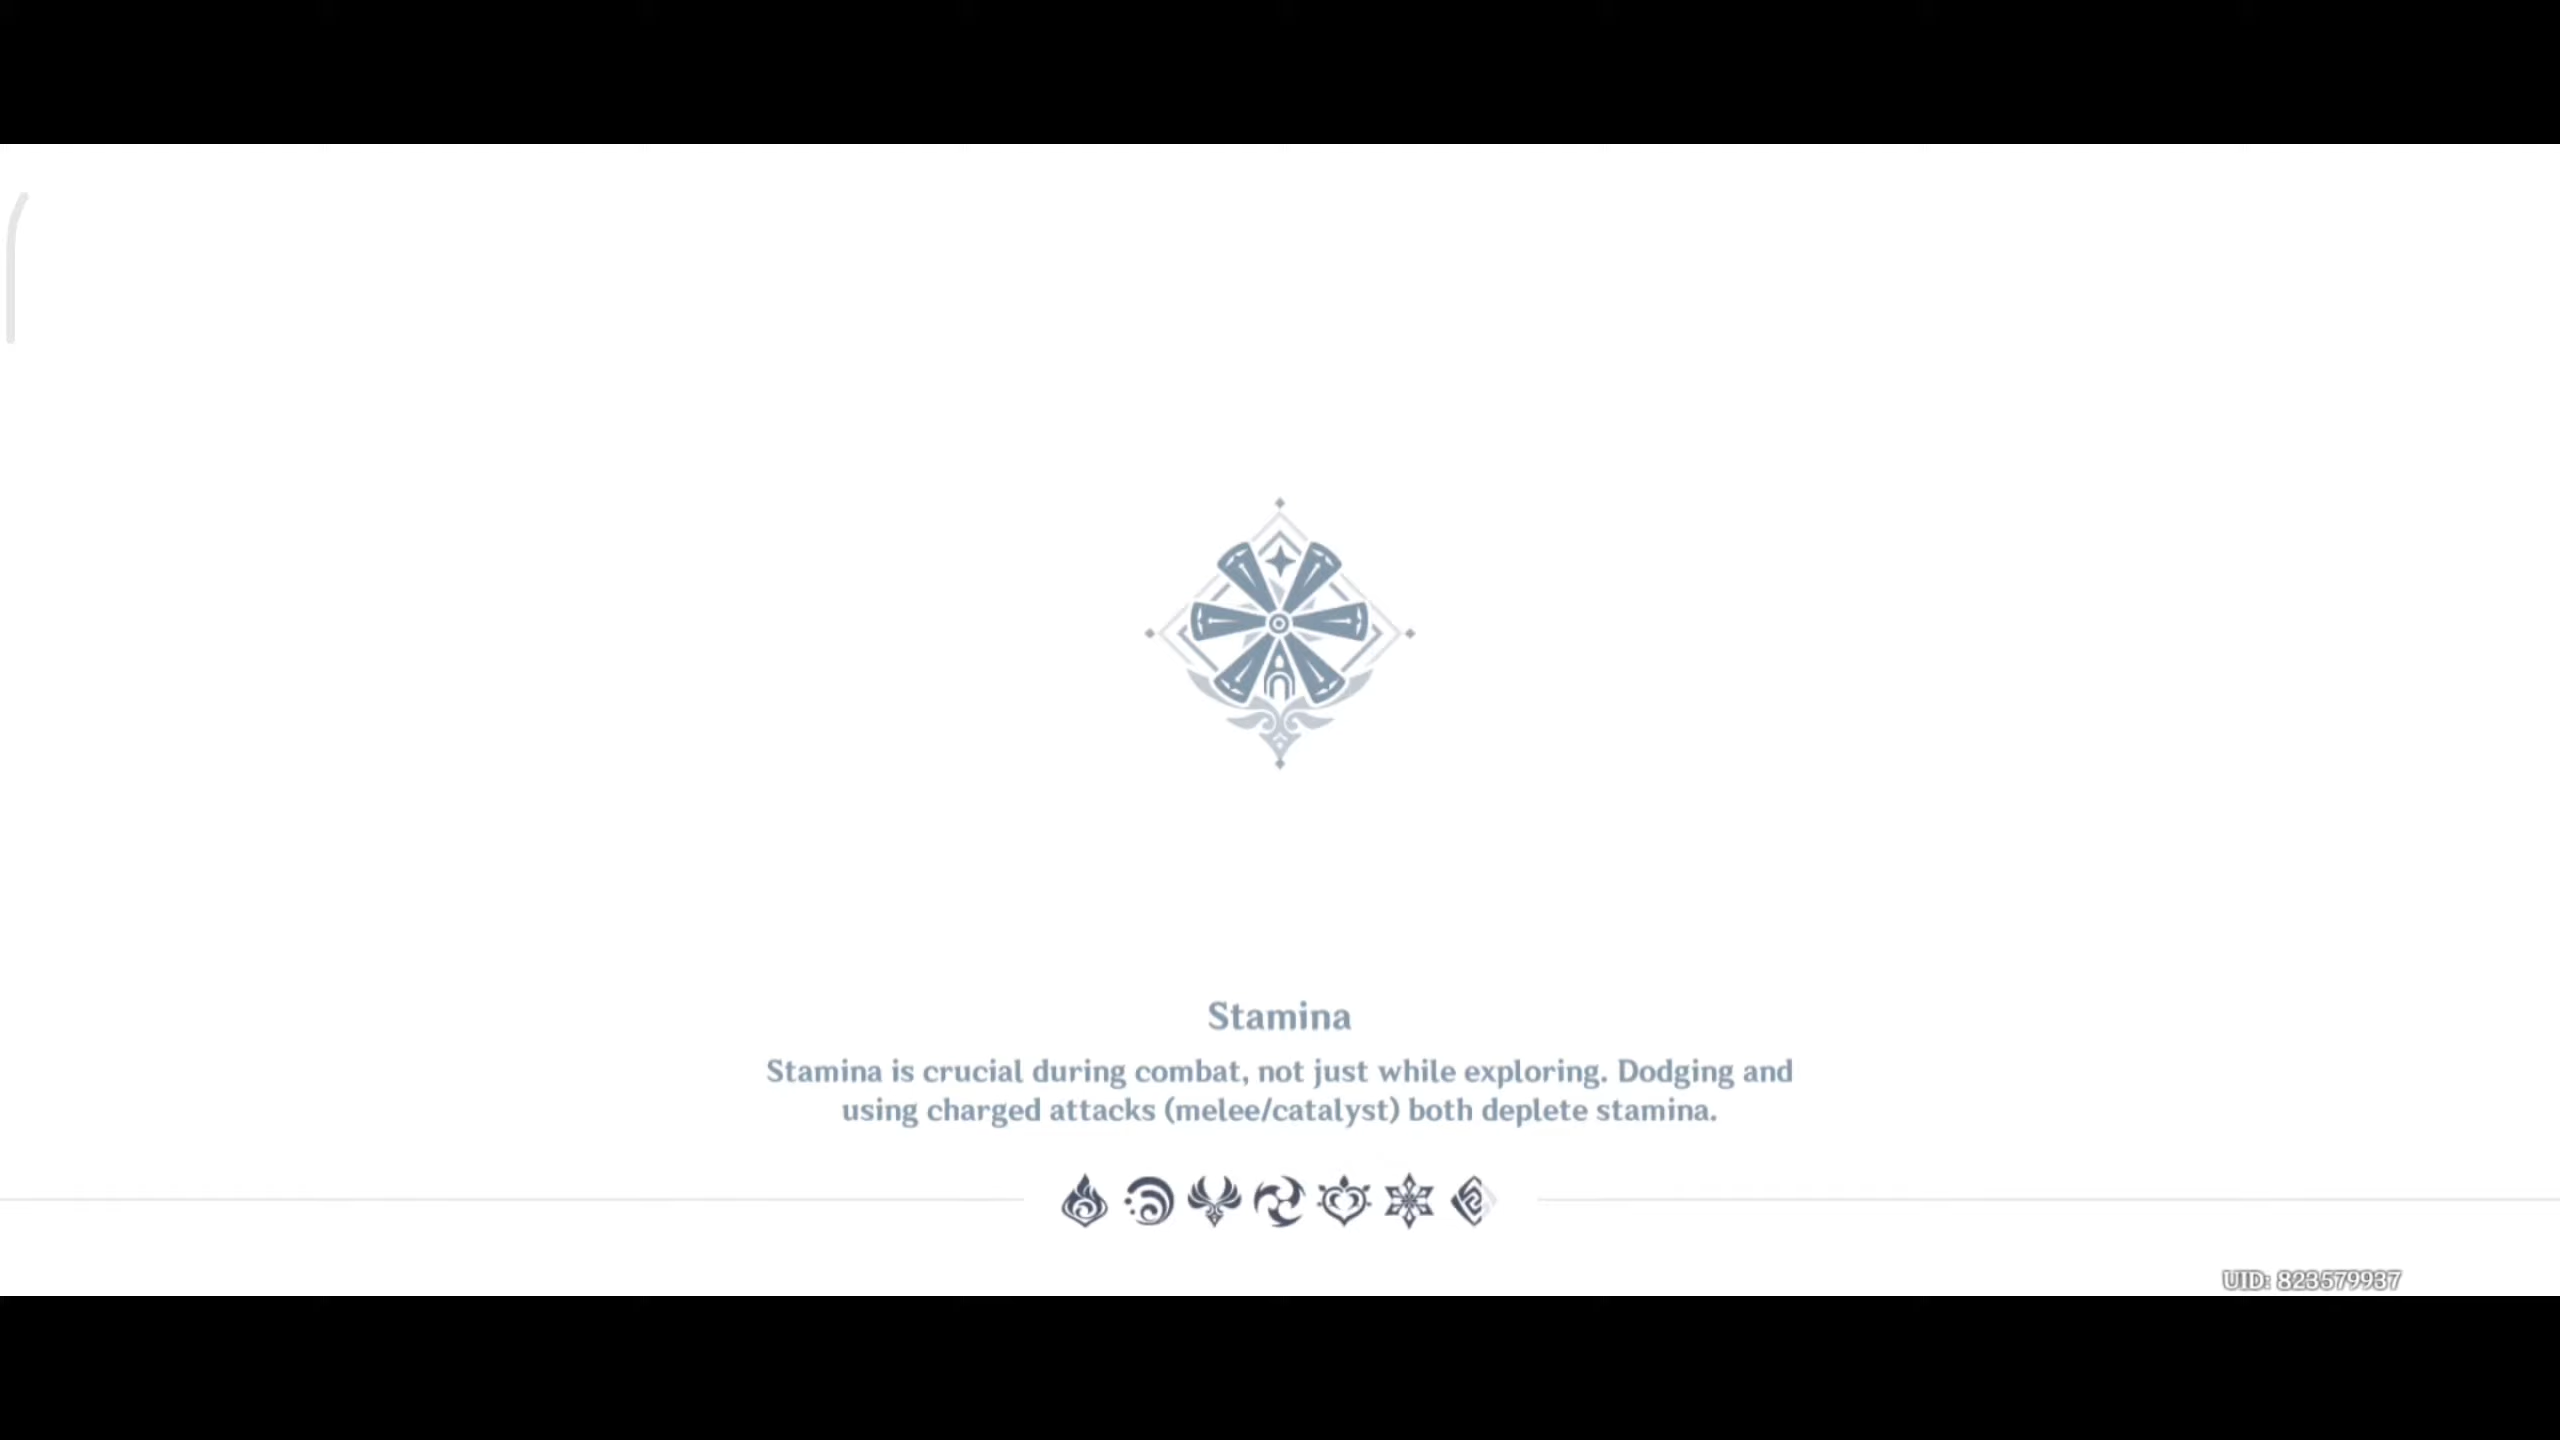 Stamina
Stamina is crucial during combat, not just while exploring. Dodging and
using charged attacks (melee/catalyst) both deplete stamina.
UID: 823579937